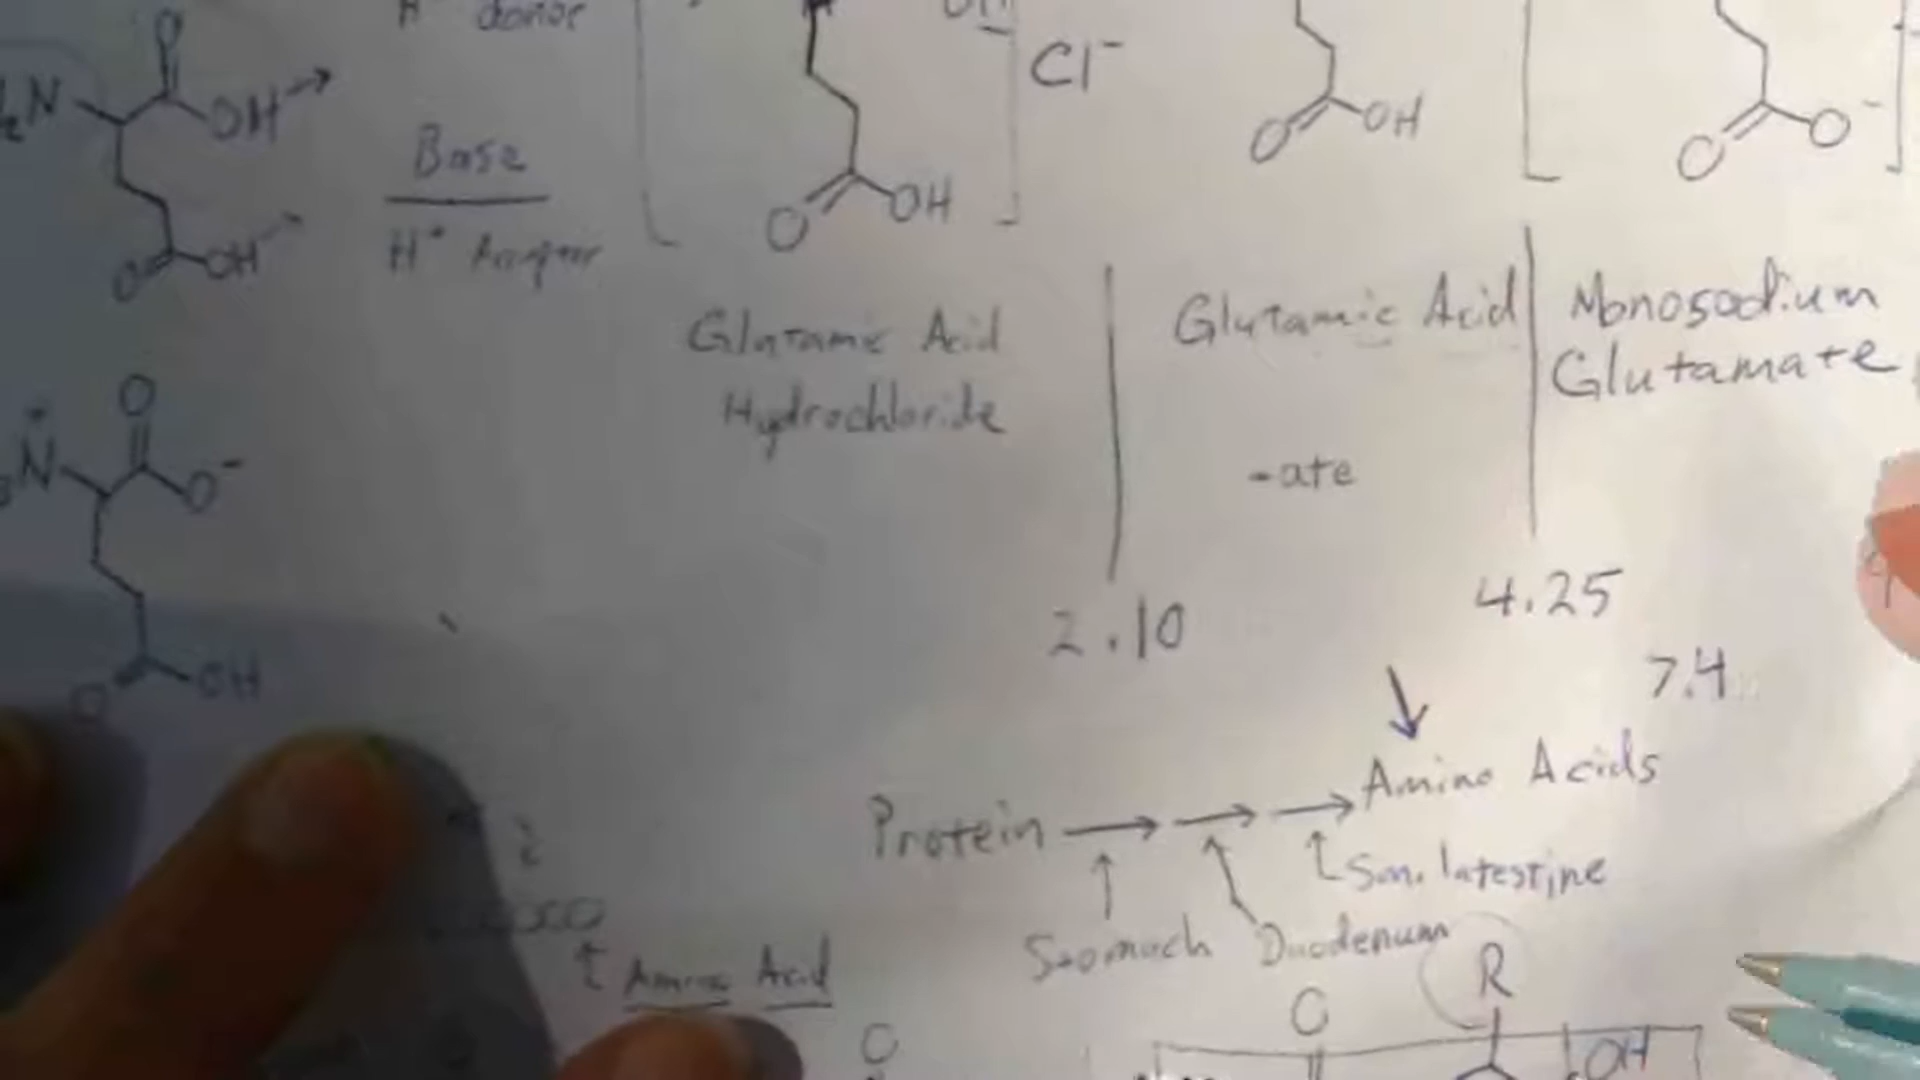 H⁺ donor
O
OH
Cl⁻
H₂N
OH
O
OH
O
O⁻
Base
H⁺ Acceptor
O
OH
O
OH
Glutamic Acid
Hydrochloride
Glutamic Acid
-ate
Monosodium
Glutamate
O
N
O⁻
O
OH
2.10
4.25
7.4
Protein → → → Amino Acids
↑ Stomach
Duodenum
Sm. Intestine
↑ Amino Acid
O
O
R
OH